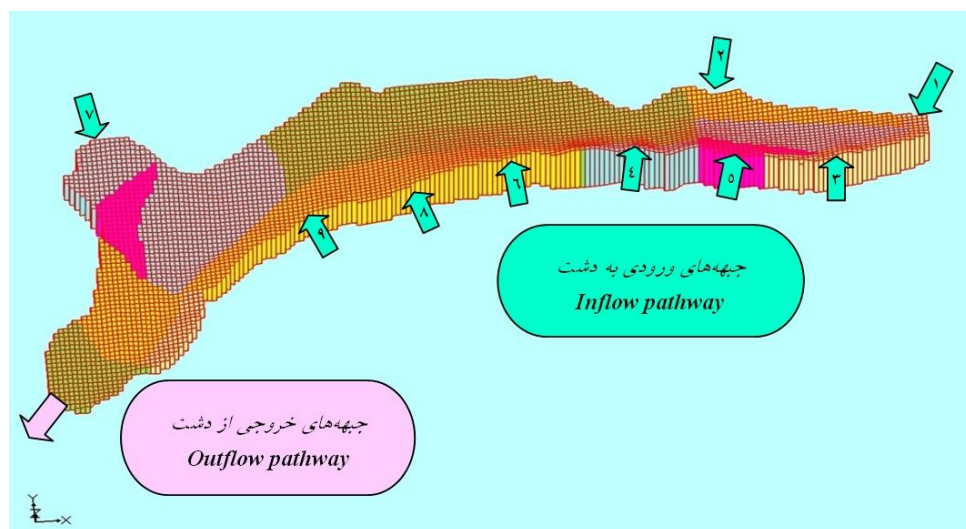 ۲
۱
۷
۴
۵
۳
۶
۸
۹
جبهه‌های ورودی به دشت
Inflow pathway
جبهه‌های خروجی از دشت
Outflow pathway
Y
Z
X